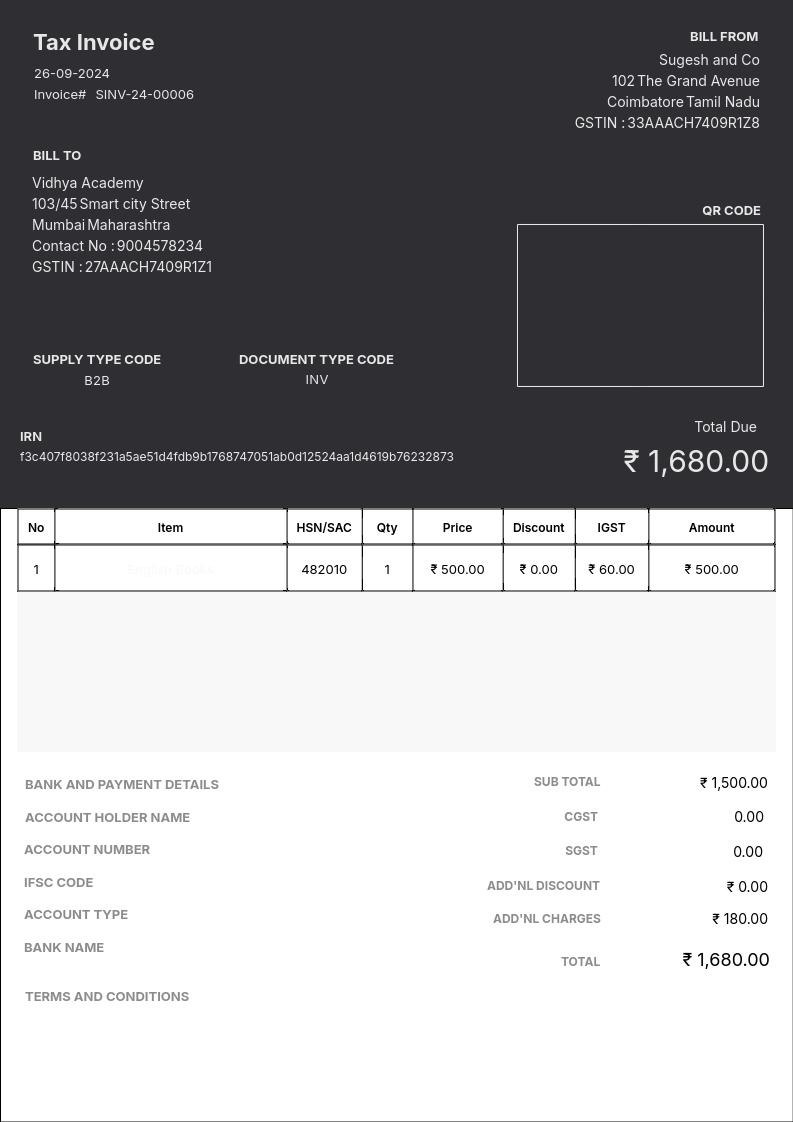 Tax Invoice
26-09-2024
Invoice# SINV-24-00006
BILL FROM
Sugesh and Co
102 The Grand Avenue
Coimbatore Tamil Nadu
GSTIN : 33AAACH7409R1Z8
BILL TO
Vidhya Academy
103/45 Smart city Street
Mumbai Maharashtra
Contact No : 9004578234
GSTIN : 27AAACH7409R1Z1
QR CODE
SUPPLY TYPE CODE DOCUMENT TYPE CODE
B2B INV
IRN
f3c407f8038f231a5ae51d4fdb9b1768747051ab0d12524aa1d4619b76232873
Total Due
₹ 1,680.00
No Item HSN/SAC Qty Price Discount IGST Amount
1 English Books 482010 1 ₹ 500.00 ₹ 0.00 ₹ 60.00 ₹ 500.00
BANK AND PAYMENT DETAILS
ACCOUNT HOLDER NAME
ACCOUNT NUMBER
IFSC CODE
ACCOUNT TYPE
BANK NAME
SUB TOTAL ₹ 1,500.00
CGST 0.00
SGST 0.00
ADD'NL DISCOUNT ₹ 0.00
ADD'NL CHARGES ₹ 180.00
TOTAL ₹ 1,680.00
TERMS AND CONDITIONS